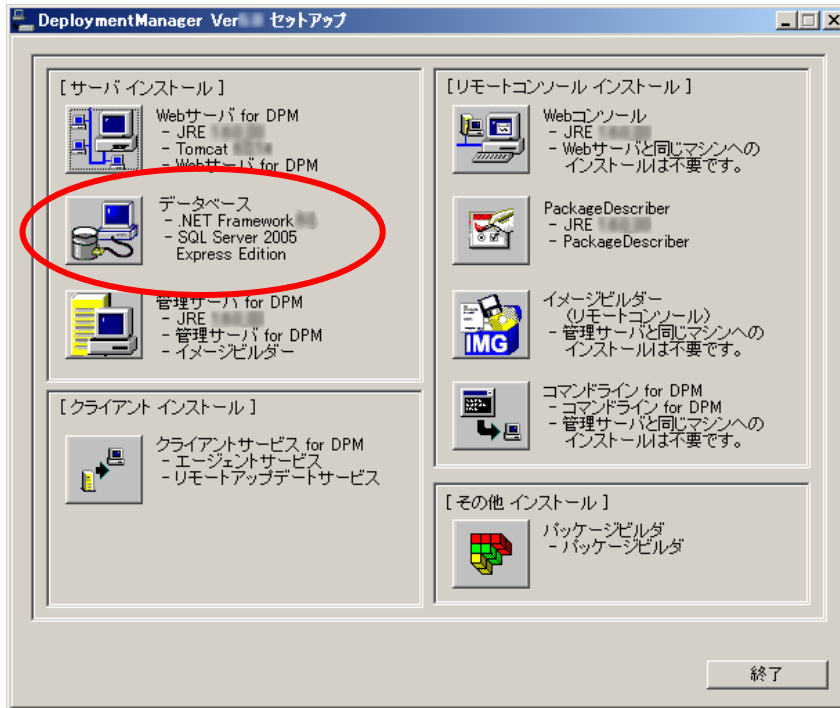 DeploymentManager Ver セットアップ
[ サーバ インストール ]
Webサーバ for DPM
- JRE
- Tomcat
- Webサーバ for DPM
データベース
- .NET Framework
- SQL Server 2005
Express Edition
管理サーバ for DPM
- JRE
- 管理サーバ for DPM
- イメージビルダー
[ クライアント インストール ]
クライアントサービス for DPM
- エージェントサービス
- リモートアップデートサービス
[ リモートコンソール インストール ]
Webコンソール
- JRE
- Webサーバと同じマシンへの
インストールは不要です。
PackageDescriber
- JRE
- PackageDescriber
イメージビルダー
(リモートコンソール)
- 管理サーバと同じマシンへの
インストールは不要です。
IMG
コマンドライン for DPM
- コマンドライン for DPM
- 管理サーバと同じマシンへの
インストールは不要です。
[ その他 インストール ]
パッケージビルダ
- パッケージビルダ
終了